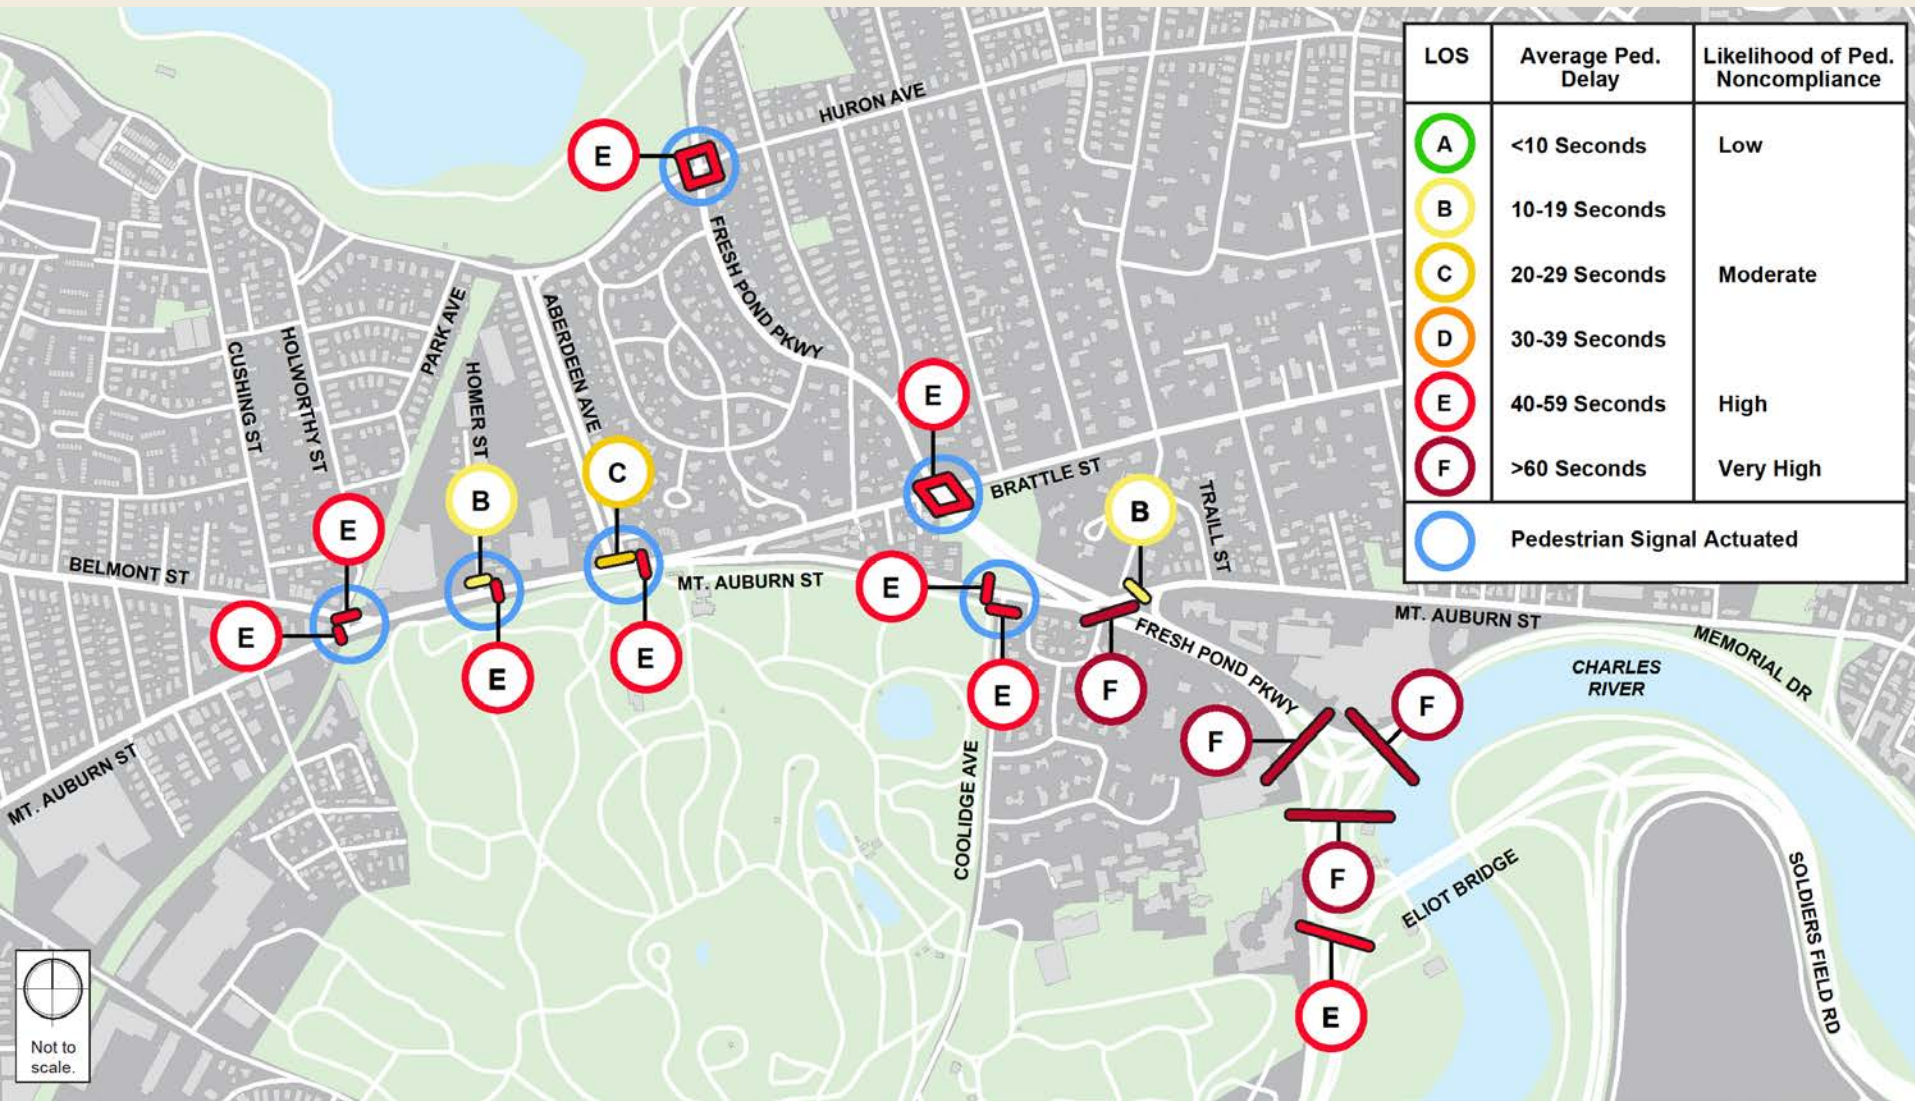 LOS
Average Ped.
Delay
Likelihood of Ped.
Noncompliance
A
<10 Seconds
Low
B
10-19 Seconds
C
20-29 Seconds
Moderate
D
30-39 Seconds
E
40-59 Seconds
High
F
>60 Seconds
Very High
Pedestrian Signal Actuated
HURON AVE
E
FRESH POND PKWY
PARK AVE
ABERDEEN AVE
CUSHING ST
HOLWORTHY ST
HOMER ST
E
BRATTLE ST
TRAILL ST
C
B
B
E
BELMONT ST
MT. AUBURN ST
E
MT. AUBURN ST
E
E
E
E
E
F
FRESH POND PKWY
MEMORIAL DR
CHARLES
RIVER
F
F
MT. AUBURN ST
COOLIDGE AVE
F
ELIOT BRIDGE
SOLDIERS FIELD RD
E
Not to
scale.